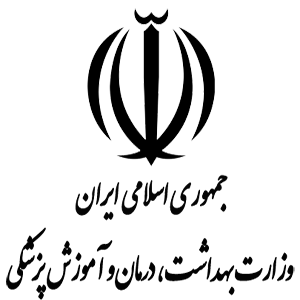 جمهوری اسلامی ایران
وزارت بهداشت، درمان و آموزش پزشکی